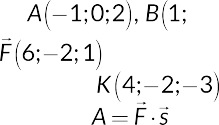 A(−1;0;2), B(1;
F⃗(6;−2;1)
K(4;−2;−3)
A = F⃗ · s⃗